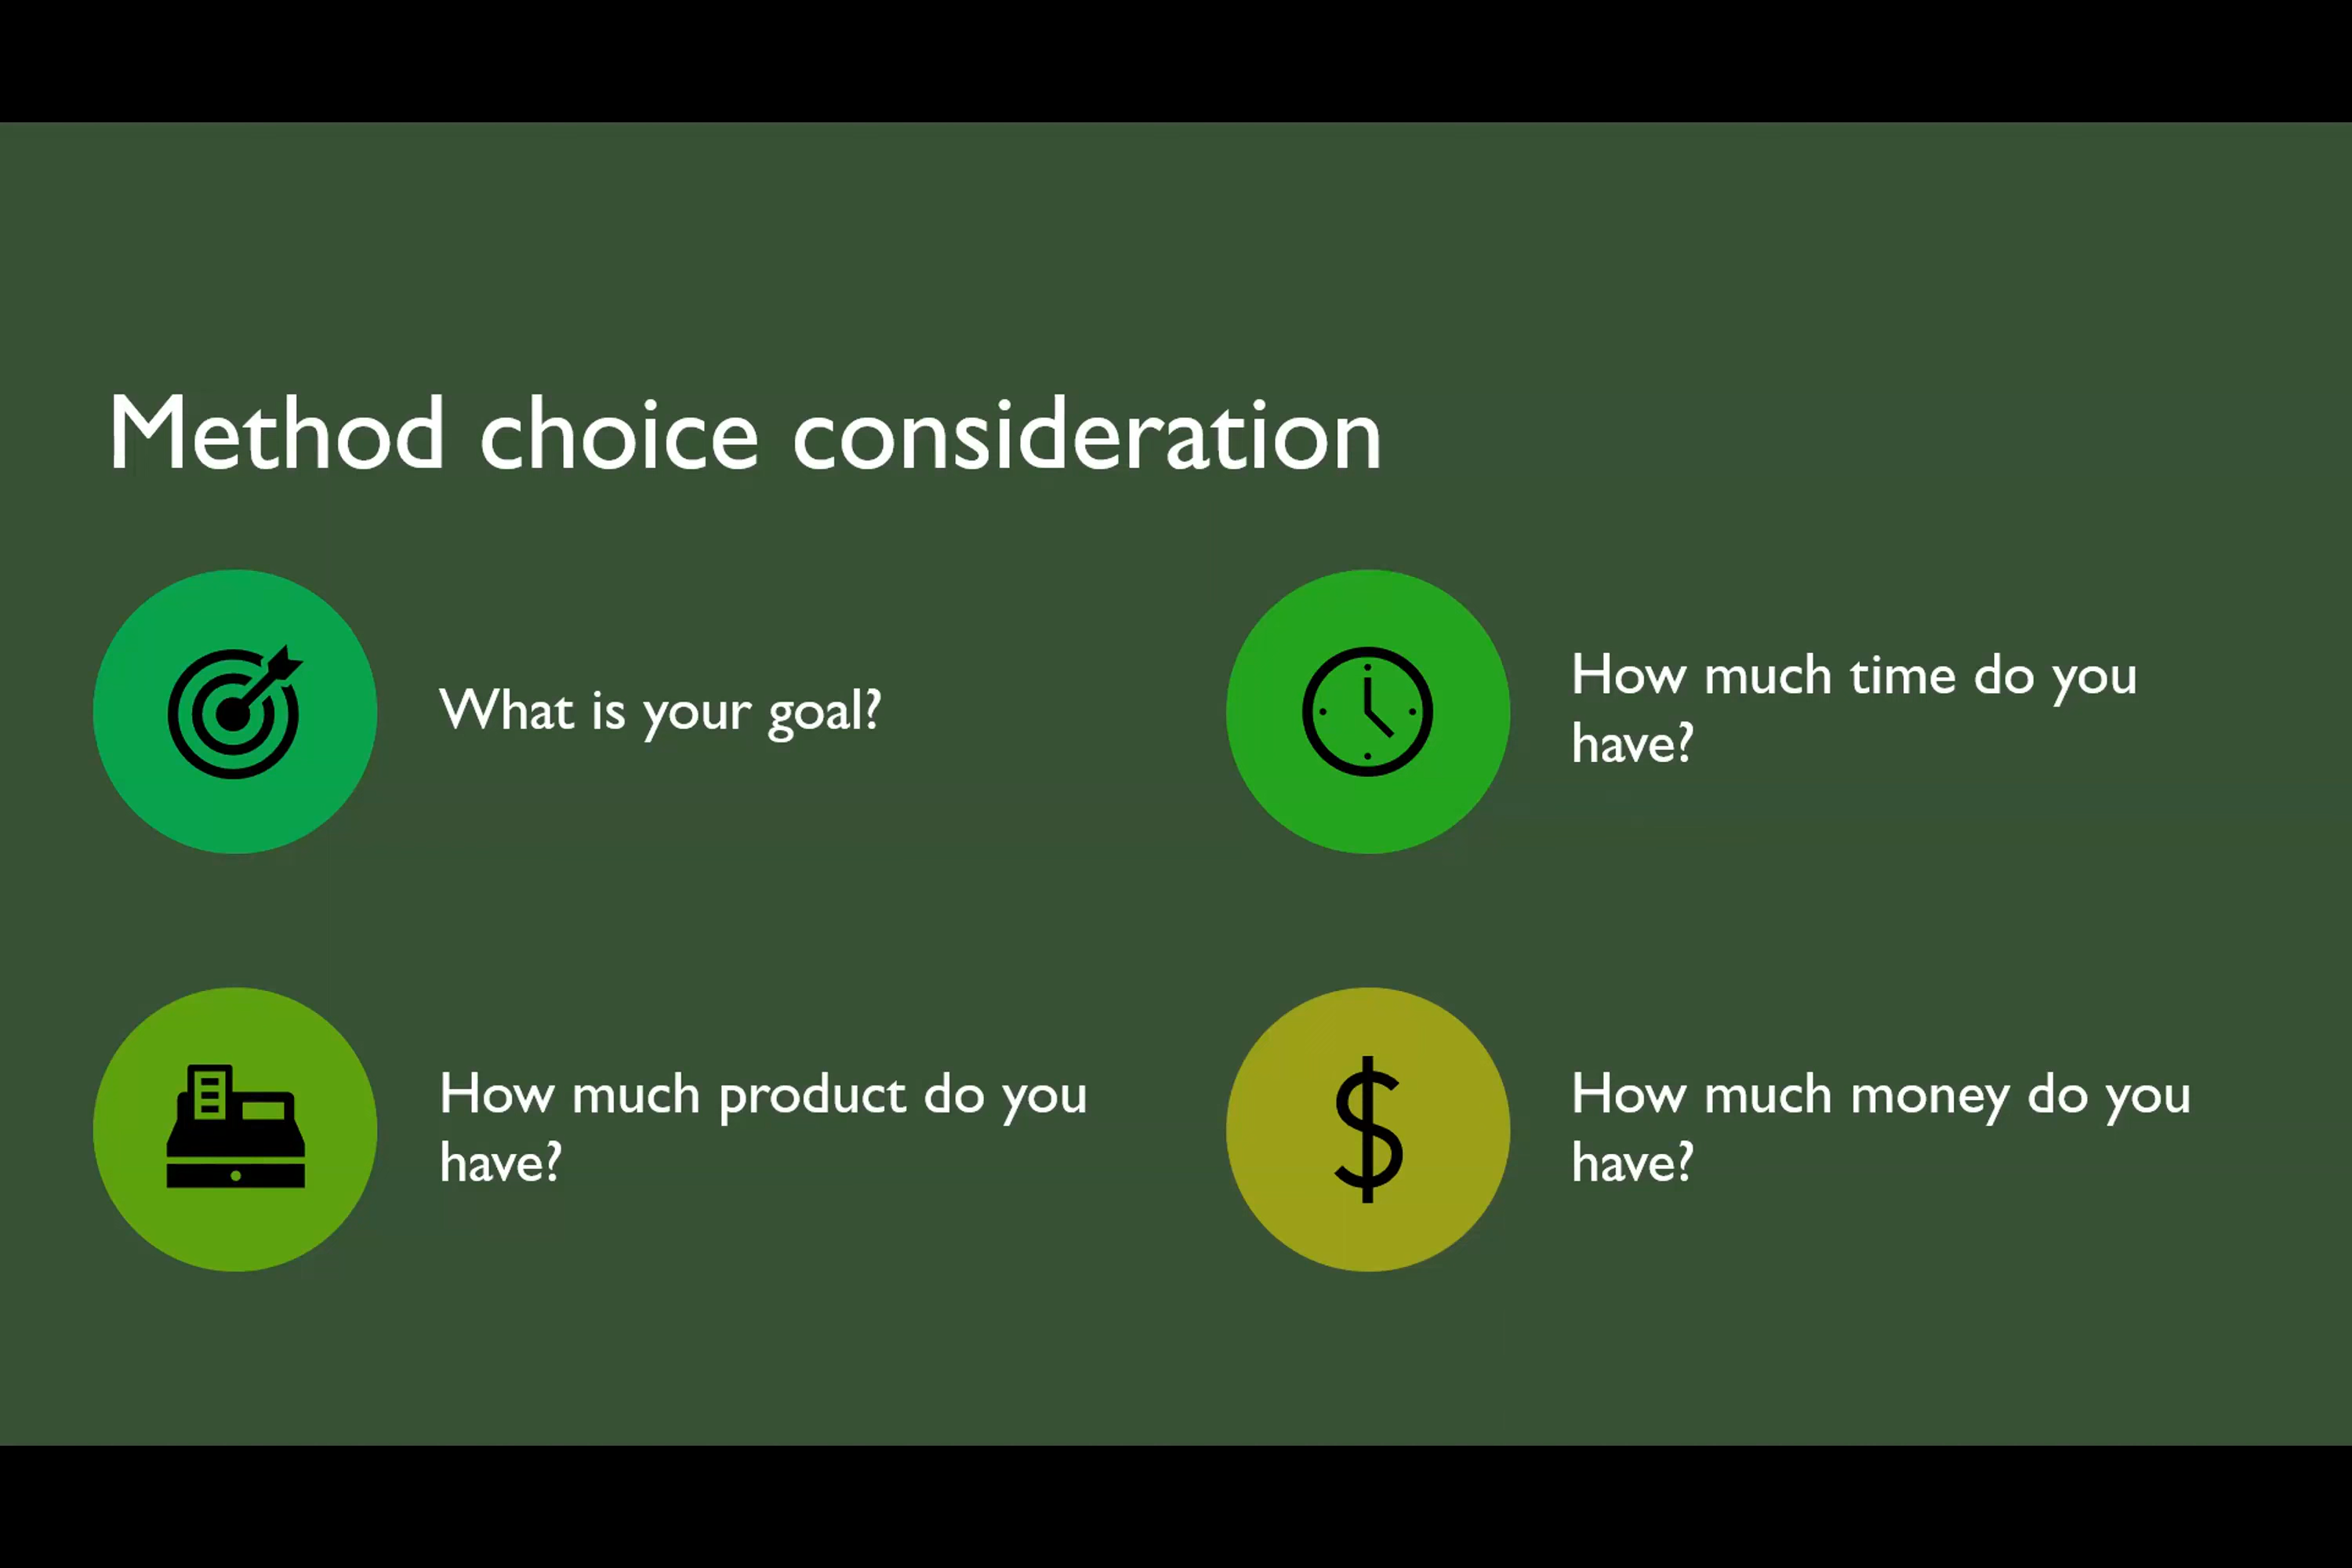 Method choice consideration
What is your goal?
How much time do you
have?
How much product do you
have?
How much money do you
have?